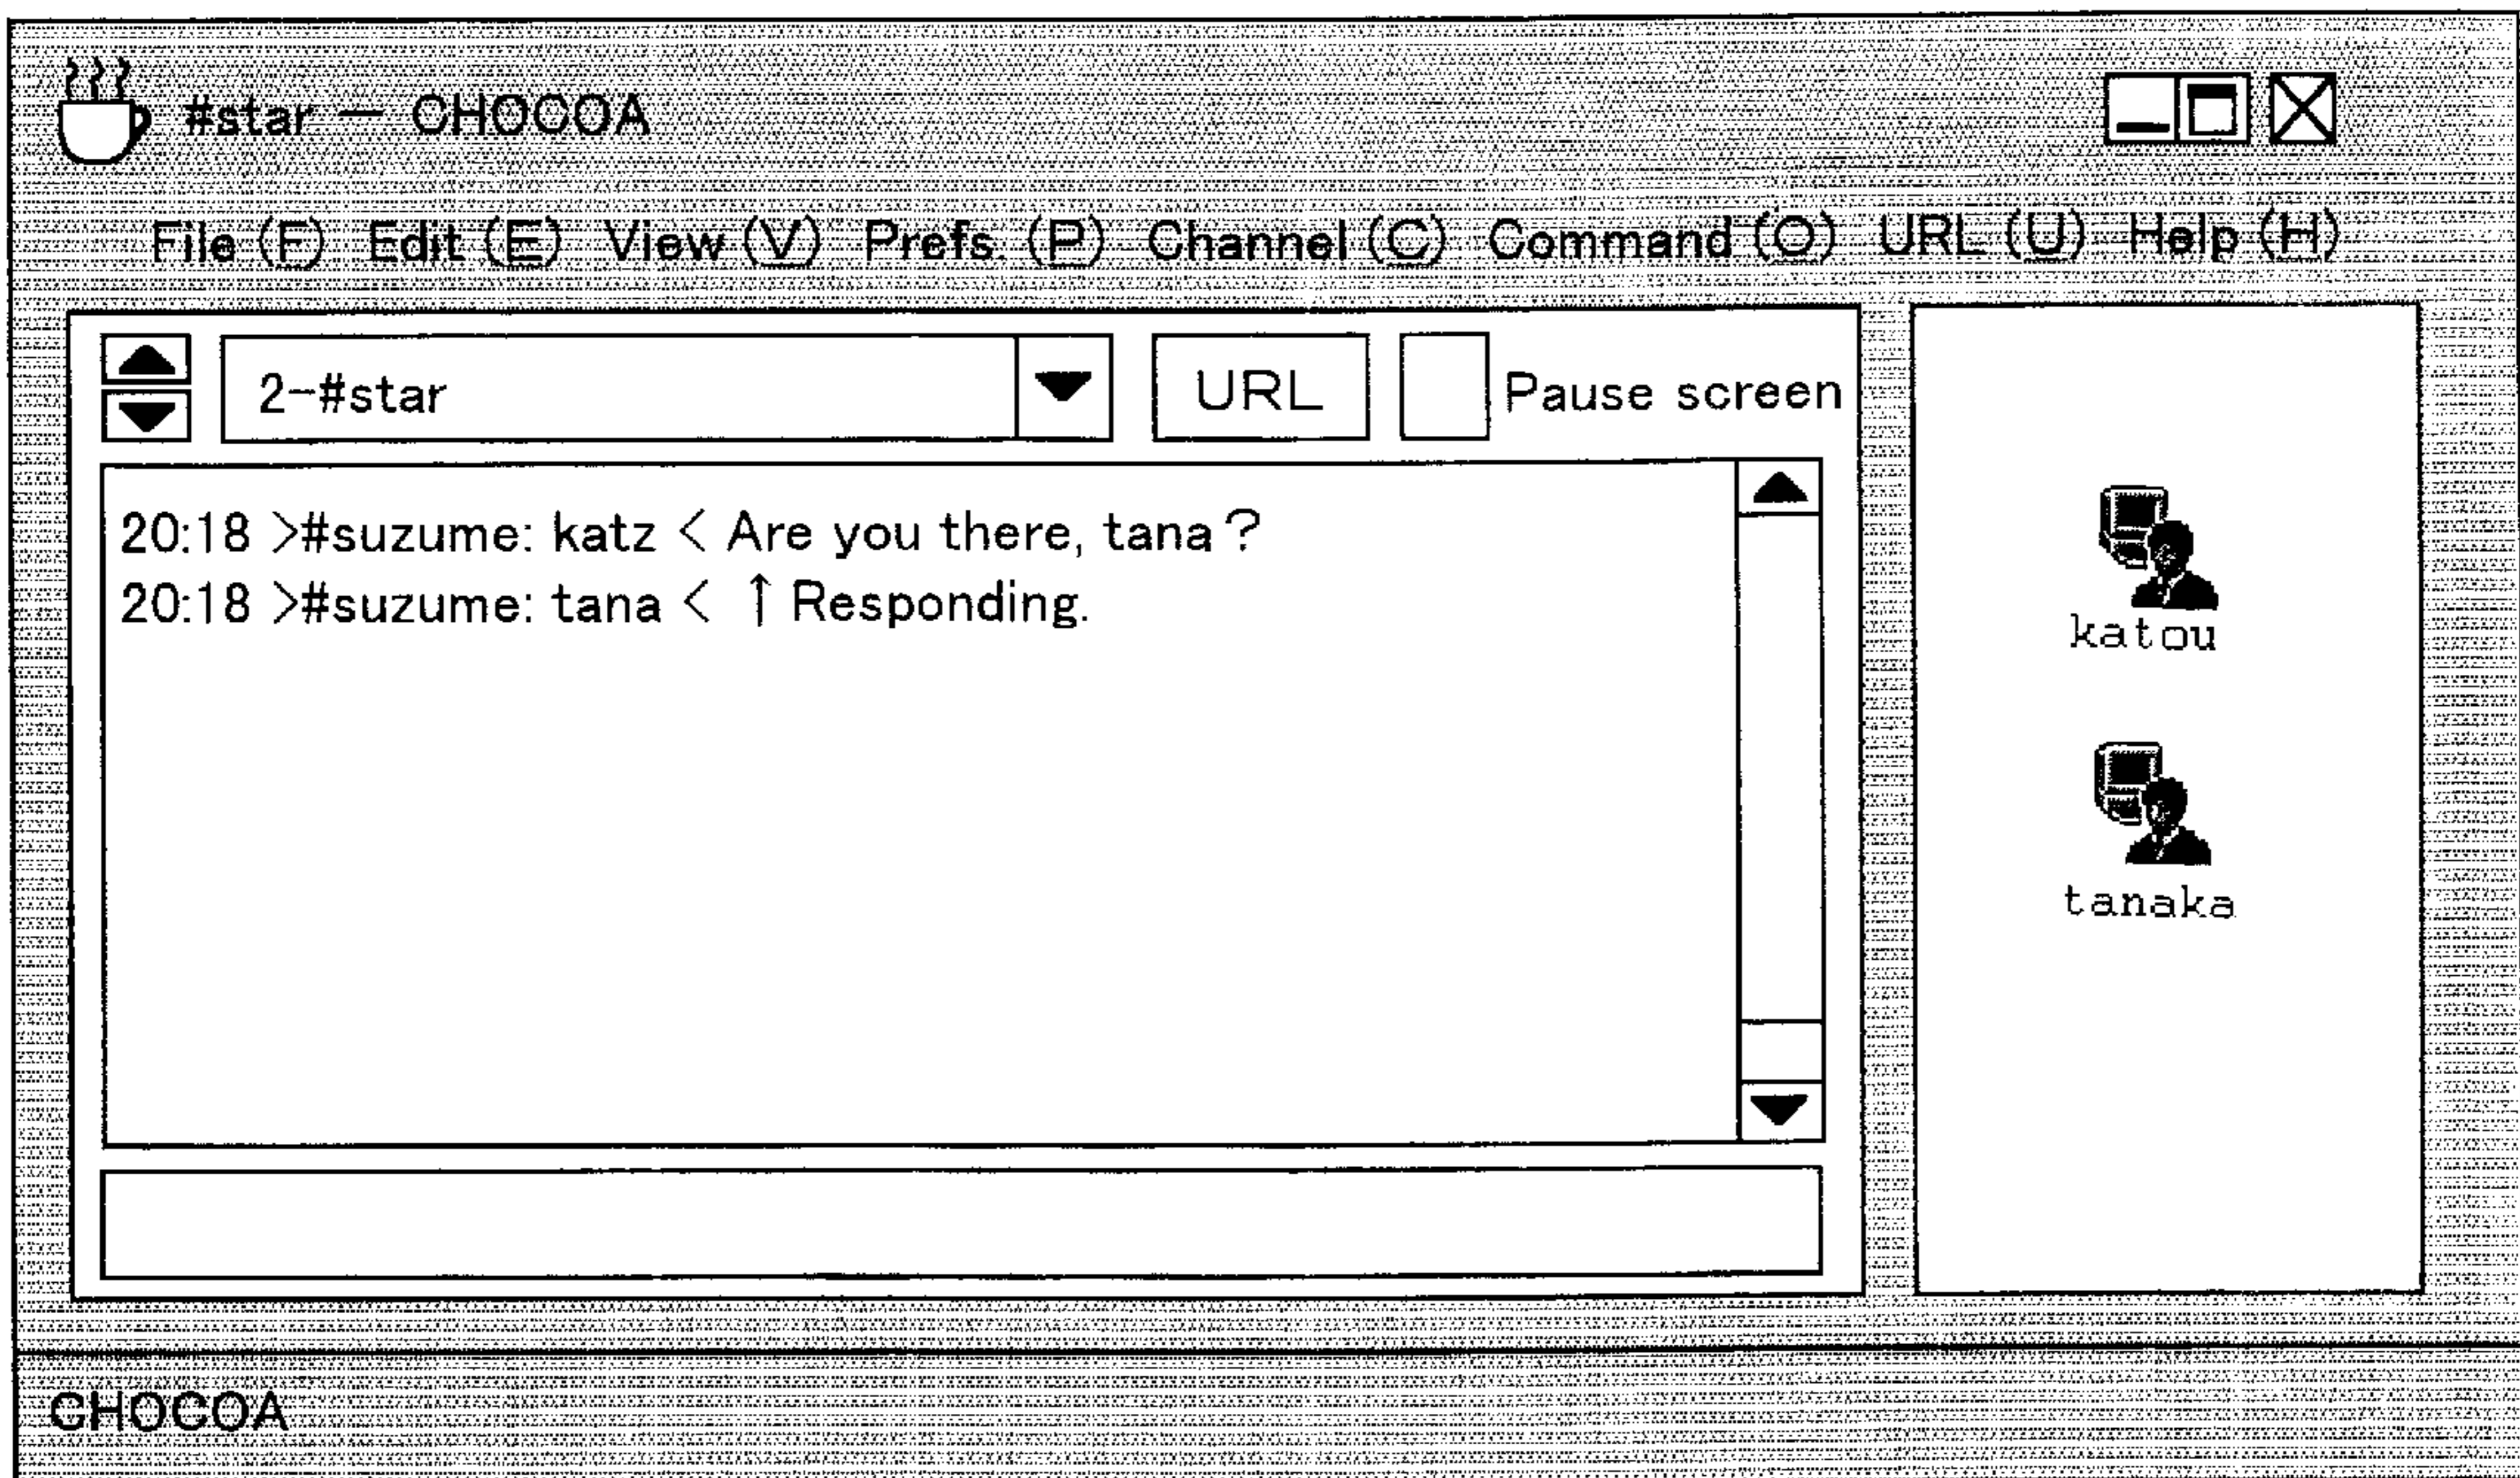 #star — CHOCOA
File (F) Edit (E) View (V) Prefs. (P) Channel (C) Command (O) URL (U) Help (H)
2-#star URL Pause screen
20:18 >#suzume: katz < Are you there, tana?
20:18 >#suzume: tana < ↑ Responding.
katou
tanaka
CHOCOA